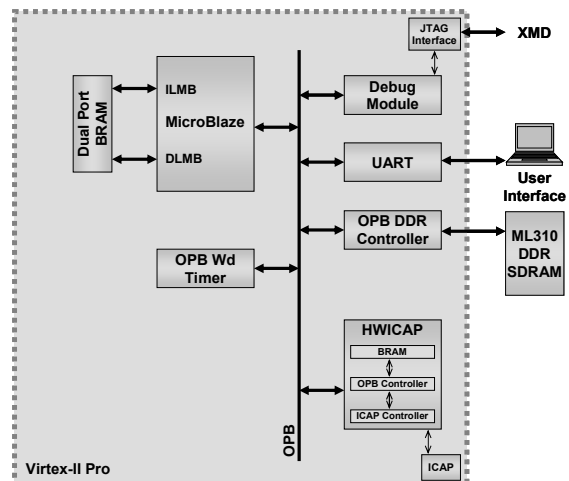 JTAG
Interface
XMD
ILMB
MicroBlaze
DLMB
Dual Port
BRAM
Debug
Module
UART
User
Interface
OPB DDR
Controller
ML310
DDR
SDRAM
OPB Wd
Timer
HWICAP
BRAM
OPB Controller
ICAP Controller
OPB
Virtex-II Pro
ICAP